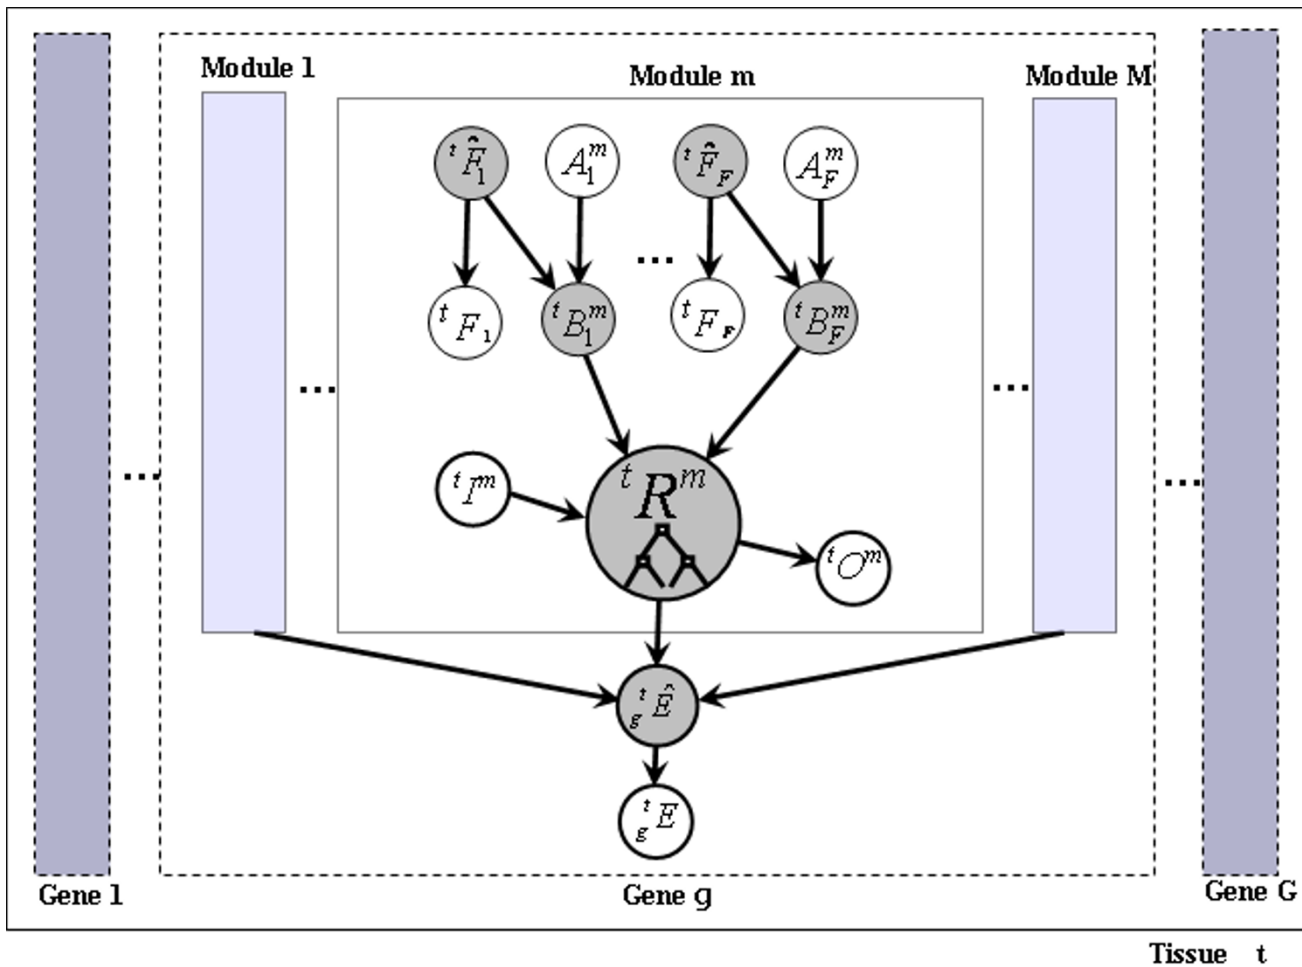 Module 1
Module m
Module M
ᵗF̂₁ A₁ᵐ ᵗF̂_F A_Fᵐ
...
ᵗF₁ ᵗB₁ᵐ ᵗF_F ᵗB_Fᵐ
... ...
ᵗIᵐ ᵗRᵐ
... ...
ᵗOᵐ
ᵗ_gÊ
ᵗ_gE
Gene 1
Gene g
Gene G
Tissue t